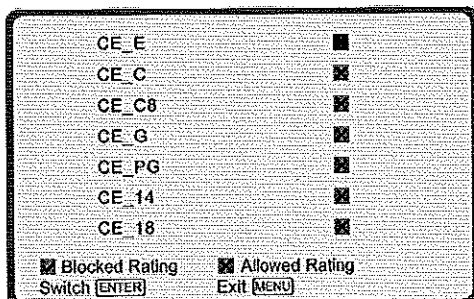 CE_E
CE_C
CE_C8
CE_G
CE_PG
CE_14
CE_18
Blocked Rating Allowed Rating
Switch ENTER Exit MENU